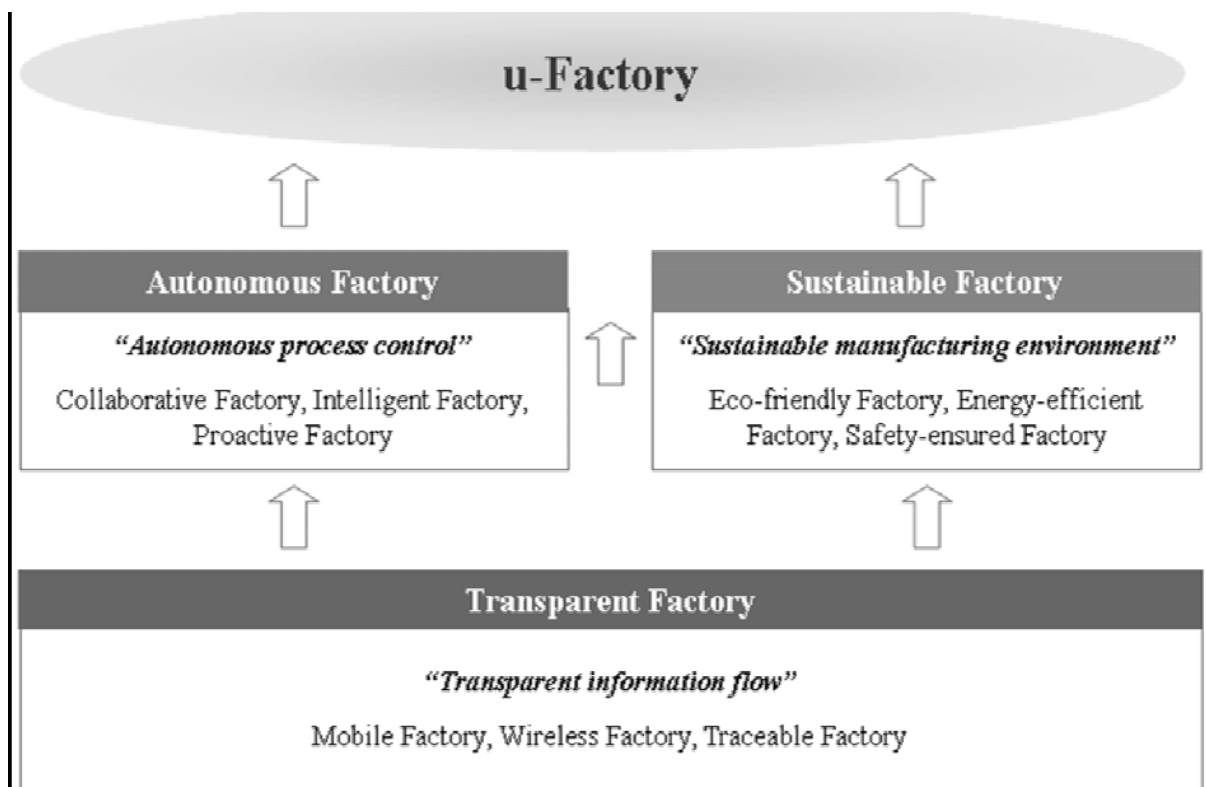 u-Factory
Autonomous Factory
“Autonomous process control”
Collaborative Factory, Intelligent Factory,
Proactive Factory
Sustainable Factory
“Sustainable manufacturing environment”
Eco-friendly Factory, Energy-efficient
Factory, Safety-ensured Factory
Transparent Factory
“Transparent information flow”
Mobile Factory, Wireless Factory, Traceable Factory